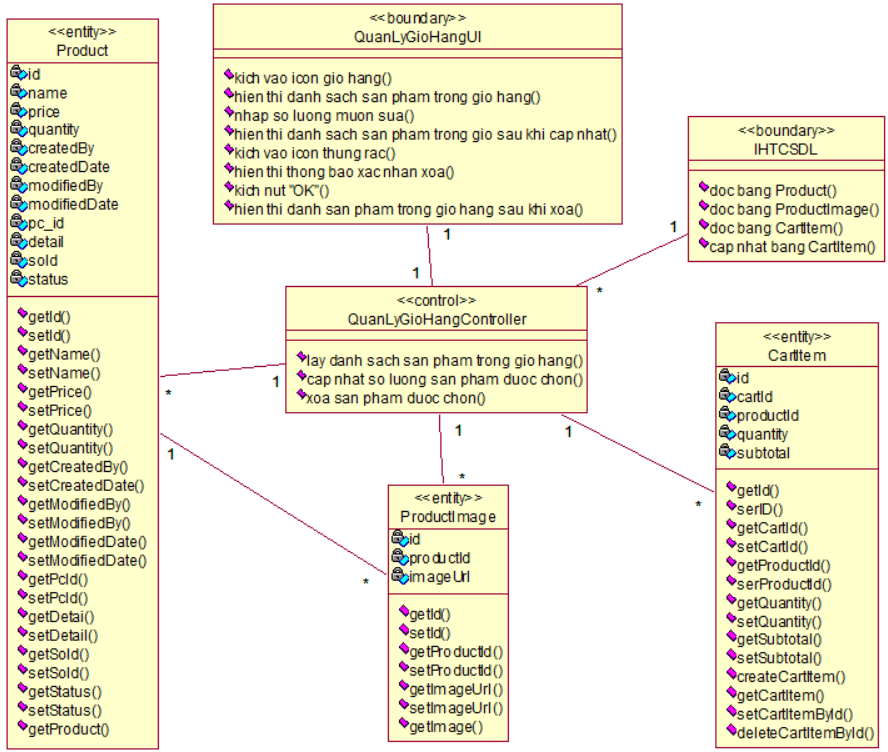 <<entity>>
Product
id
name
price
quantity
createdBy
createdDate
modifiedBy
modifiedDate
pc_id
detail
sold
status
getId()
setId()
getName()
setName()
getPrice()
setPrice()
getQuantity()
setQuantity()
getCreatedBy()
setCreatedDate()
getModifiedBy()
setModifiedBy()
getModifiedDate()
setModifiedDate()
getPcId()
setPcId()
getDetai()
setDetail()
getSold()
setSold()
getStatus()
setStatus()
getProduct()
<<boundary>>
QuanLyGioHangUI
kich vao icon gio hang()
hien thi danh sach san pham trong gio hang()
nhap so luong muon sua()
hien thi danh sach san pham trong gio sau khi cap nhat()
kich vao icon thung rac()
hien thi thong bao xac nhan xoa()
kich nut "OK"()
hien thi danh san pham trong gio hang sau khi xoa()
<<boundary>>
IHTCSDL
doc bang Product()
doc bang ProductImage()
doc bang CartItem()
cap nhat bang CartItem()
1
1
1
*
<<control>>
QuanLyGioHangController
lay danh sach san pham trong gio hang()
cap nhat so luong san pham duoc chon()
xoa san pham duoc chon()
1
*
1
*
1
*
1
*
<<entity>>
ProductImage
id
productId
imageUrl
getId()
setId()
getProductId()
setProductId()
getImageUrl()
setImageUrl()
getImage()
<<entity>>
CartItem
id
cartId
productId
quantity
subtotal
getId()
serID()
getCartId()
setCartId()
getProductId()
serProductId()
getQuantity()
setQuantity()
getSubtotal()
setSubtotal()
createCartItem()
getCartItem()
setCartItemById()
deleteCartItemById()